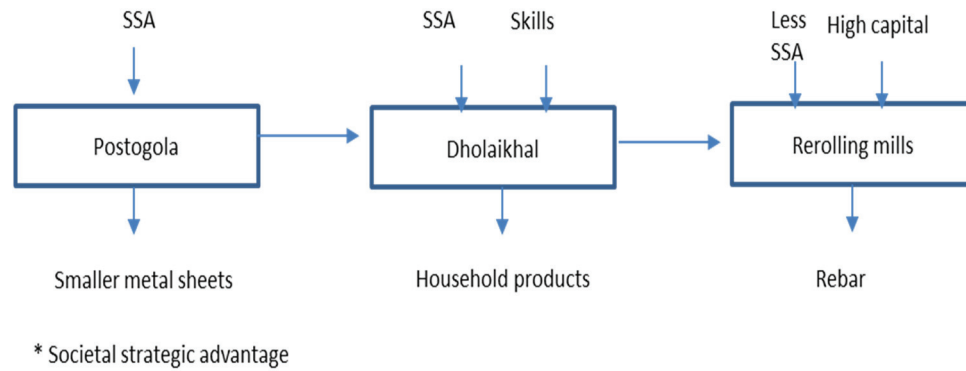 SSA
SSA
Skills
Less
SSA
High capital
Postogola
Dholaikhal
Rerolling mills
Smaller metal sheets
Household products
Rebar
* Societal strategic advantage